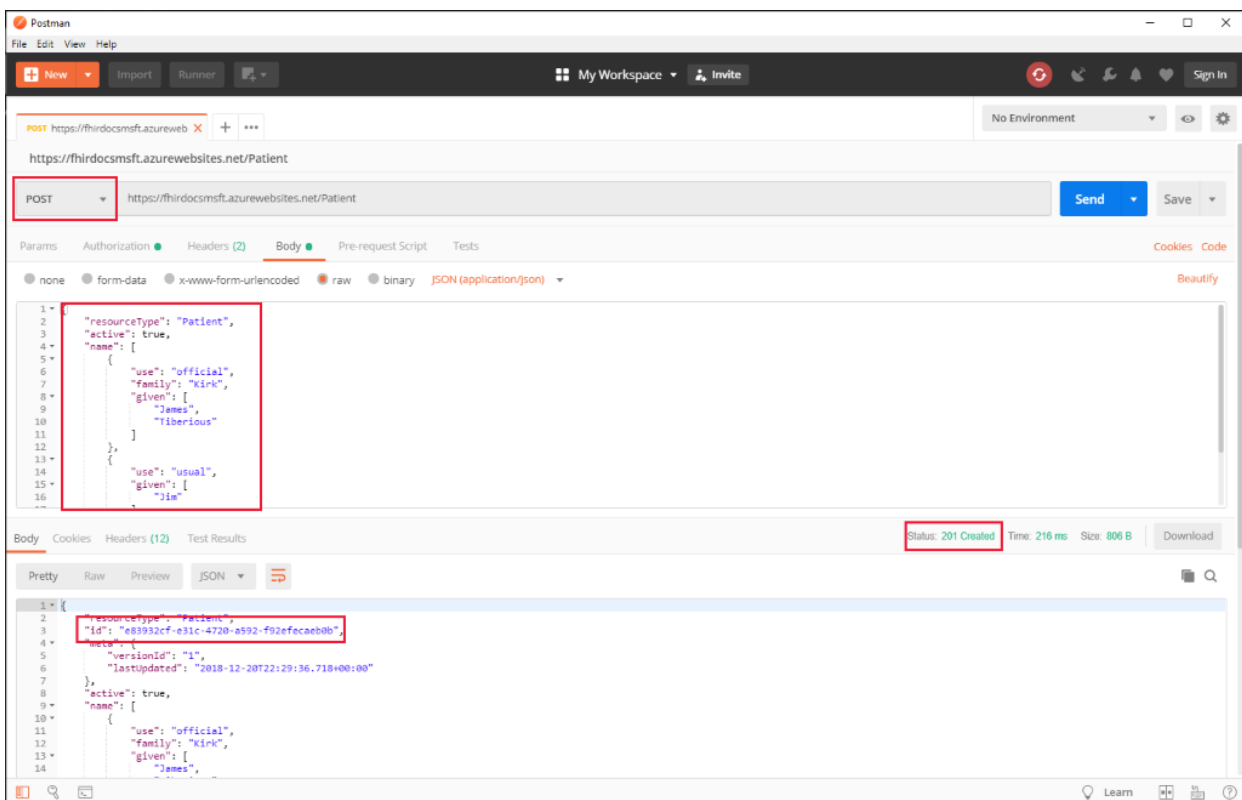 Postman
File Edit View Help
New Import Runner My Workspace Invite Sign In
POST https://fhirdocsmsft.azureweb X + ••• No Environment
https://fhirdocsmsft.azurewebsites.net/Patient
POST https://fhirdocsmsft.azurewebsites.net/Patient Send Save
Params Authorization Headers (2) Body Pre-request Script Tests Cookies Code
none form-data x-www-form-urlencoded raw binary JSON (application/json) Beautify
1 {
2 "resourceType": "Patient",
3 "active": true,
4 "name": [
5 {
6 "use": "official",
7 "family": "Kirk",
8 "given": [
9 "James",
10 "Tiberious"
11 ]
12 },
13 {
14 "use": "usual",
15 "given": [
16 "Jim"
Body Cookies Headers (12) Test Results Status: 201 Created Time: 216 ms Size: 806 B Download
Pretty Raw Preview JSON
1 {
2 "resourceType": "Patient",
3 "id": "e83932cf-e31c-4720-a592-f92efecaeb0b",
4 "meta": {
5 "versionId": "1",
6 "lastUpdated": "2018-12-20T22:29:36.718+00:00"
7 },
8 "active": true,
9 "name": [
10 {
11 "use": "official",
12 "family": "Kirk",
13 "given": [
14 "James",
Learn